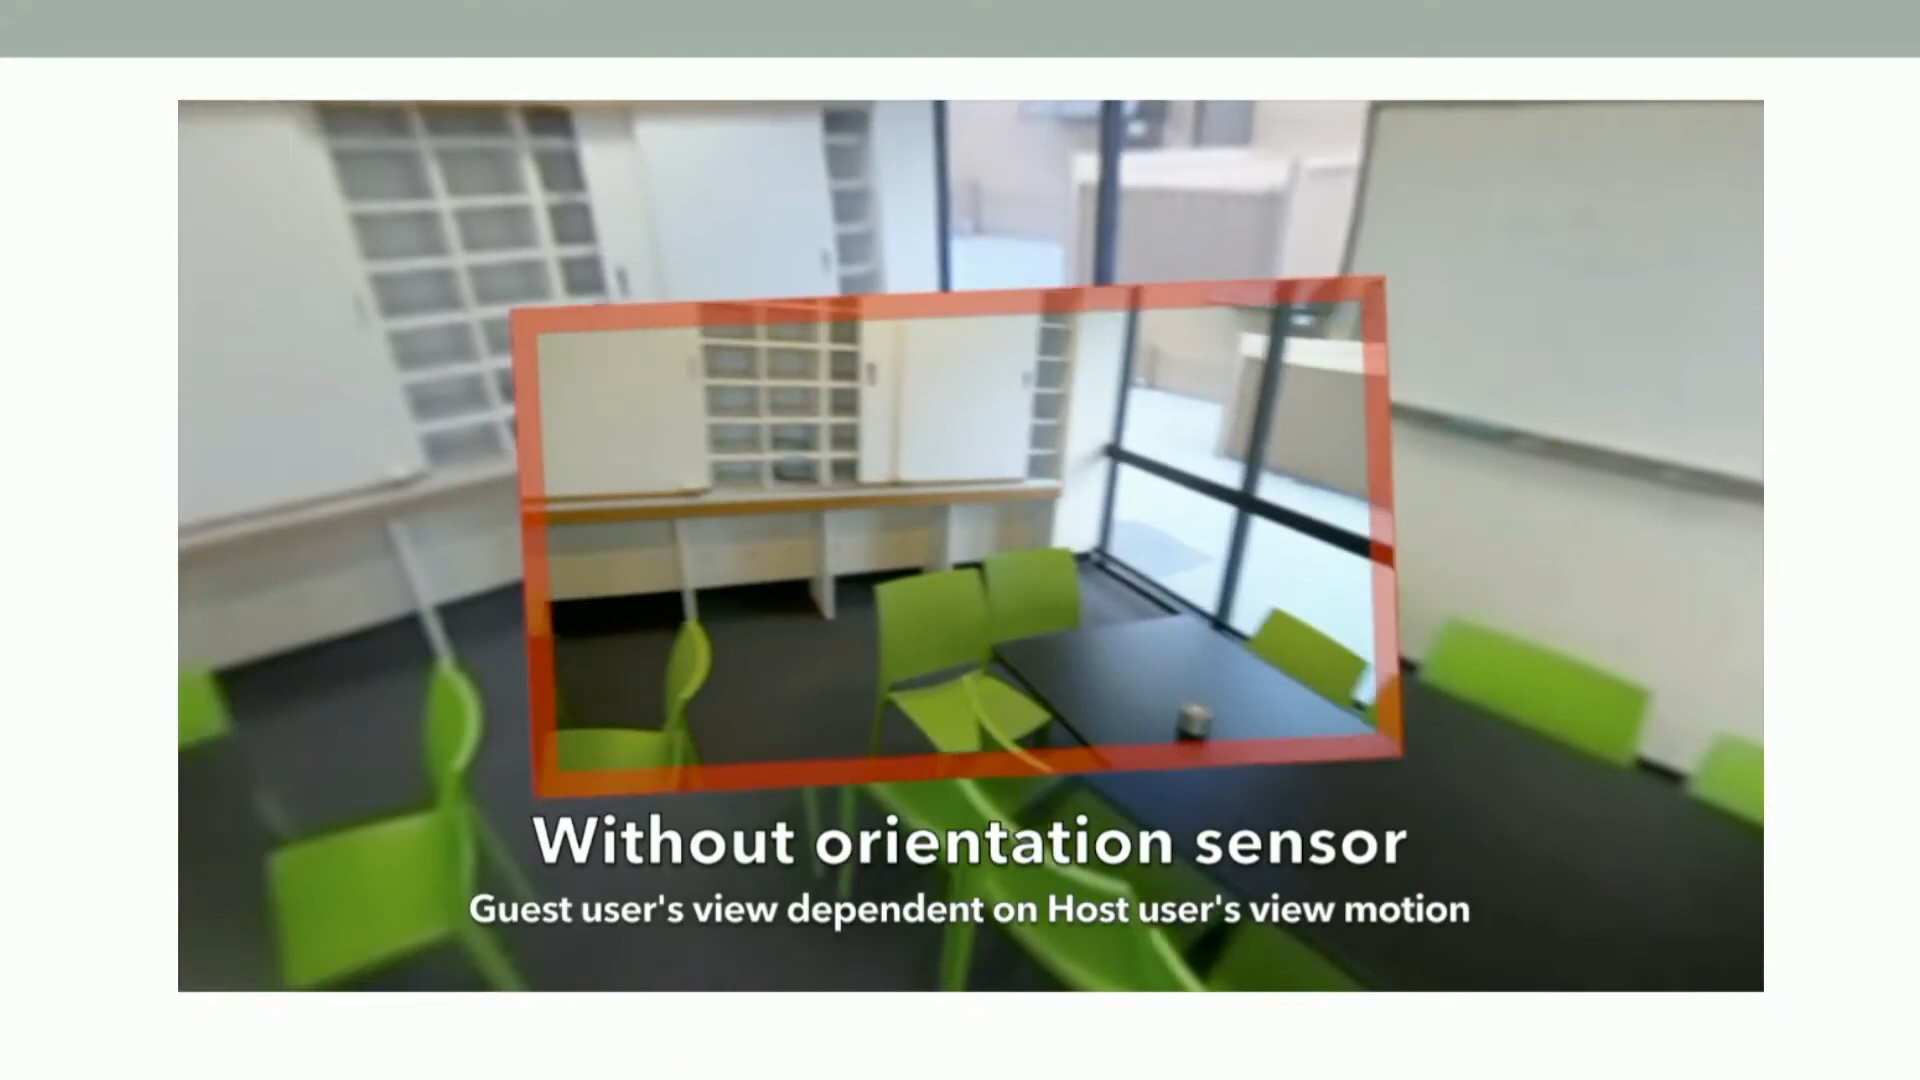 Without orientation sensor
Guest user's view dependent on Host user's view motion